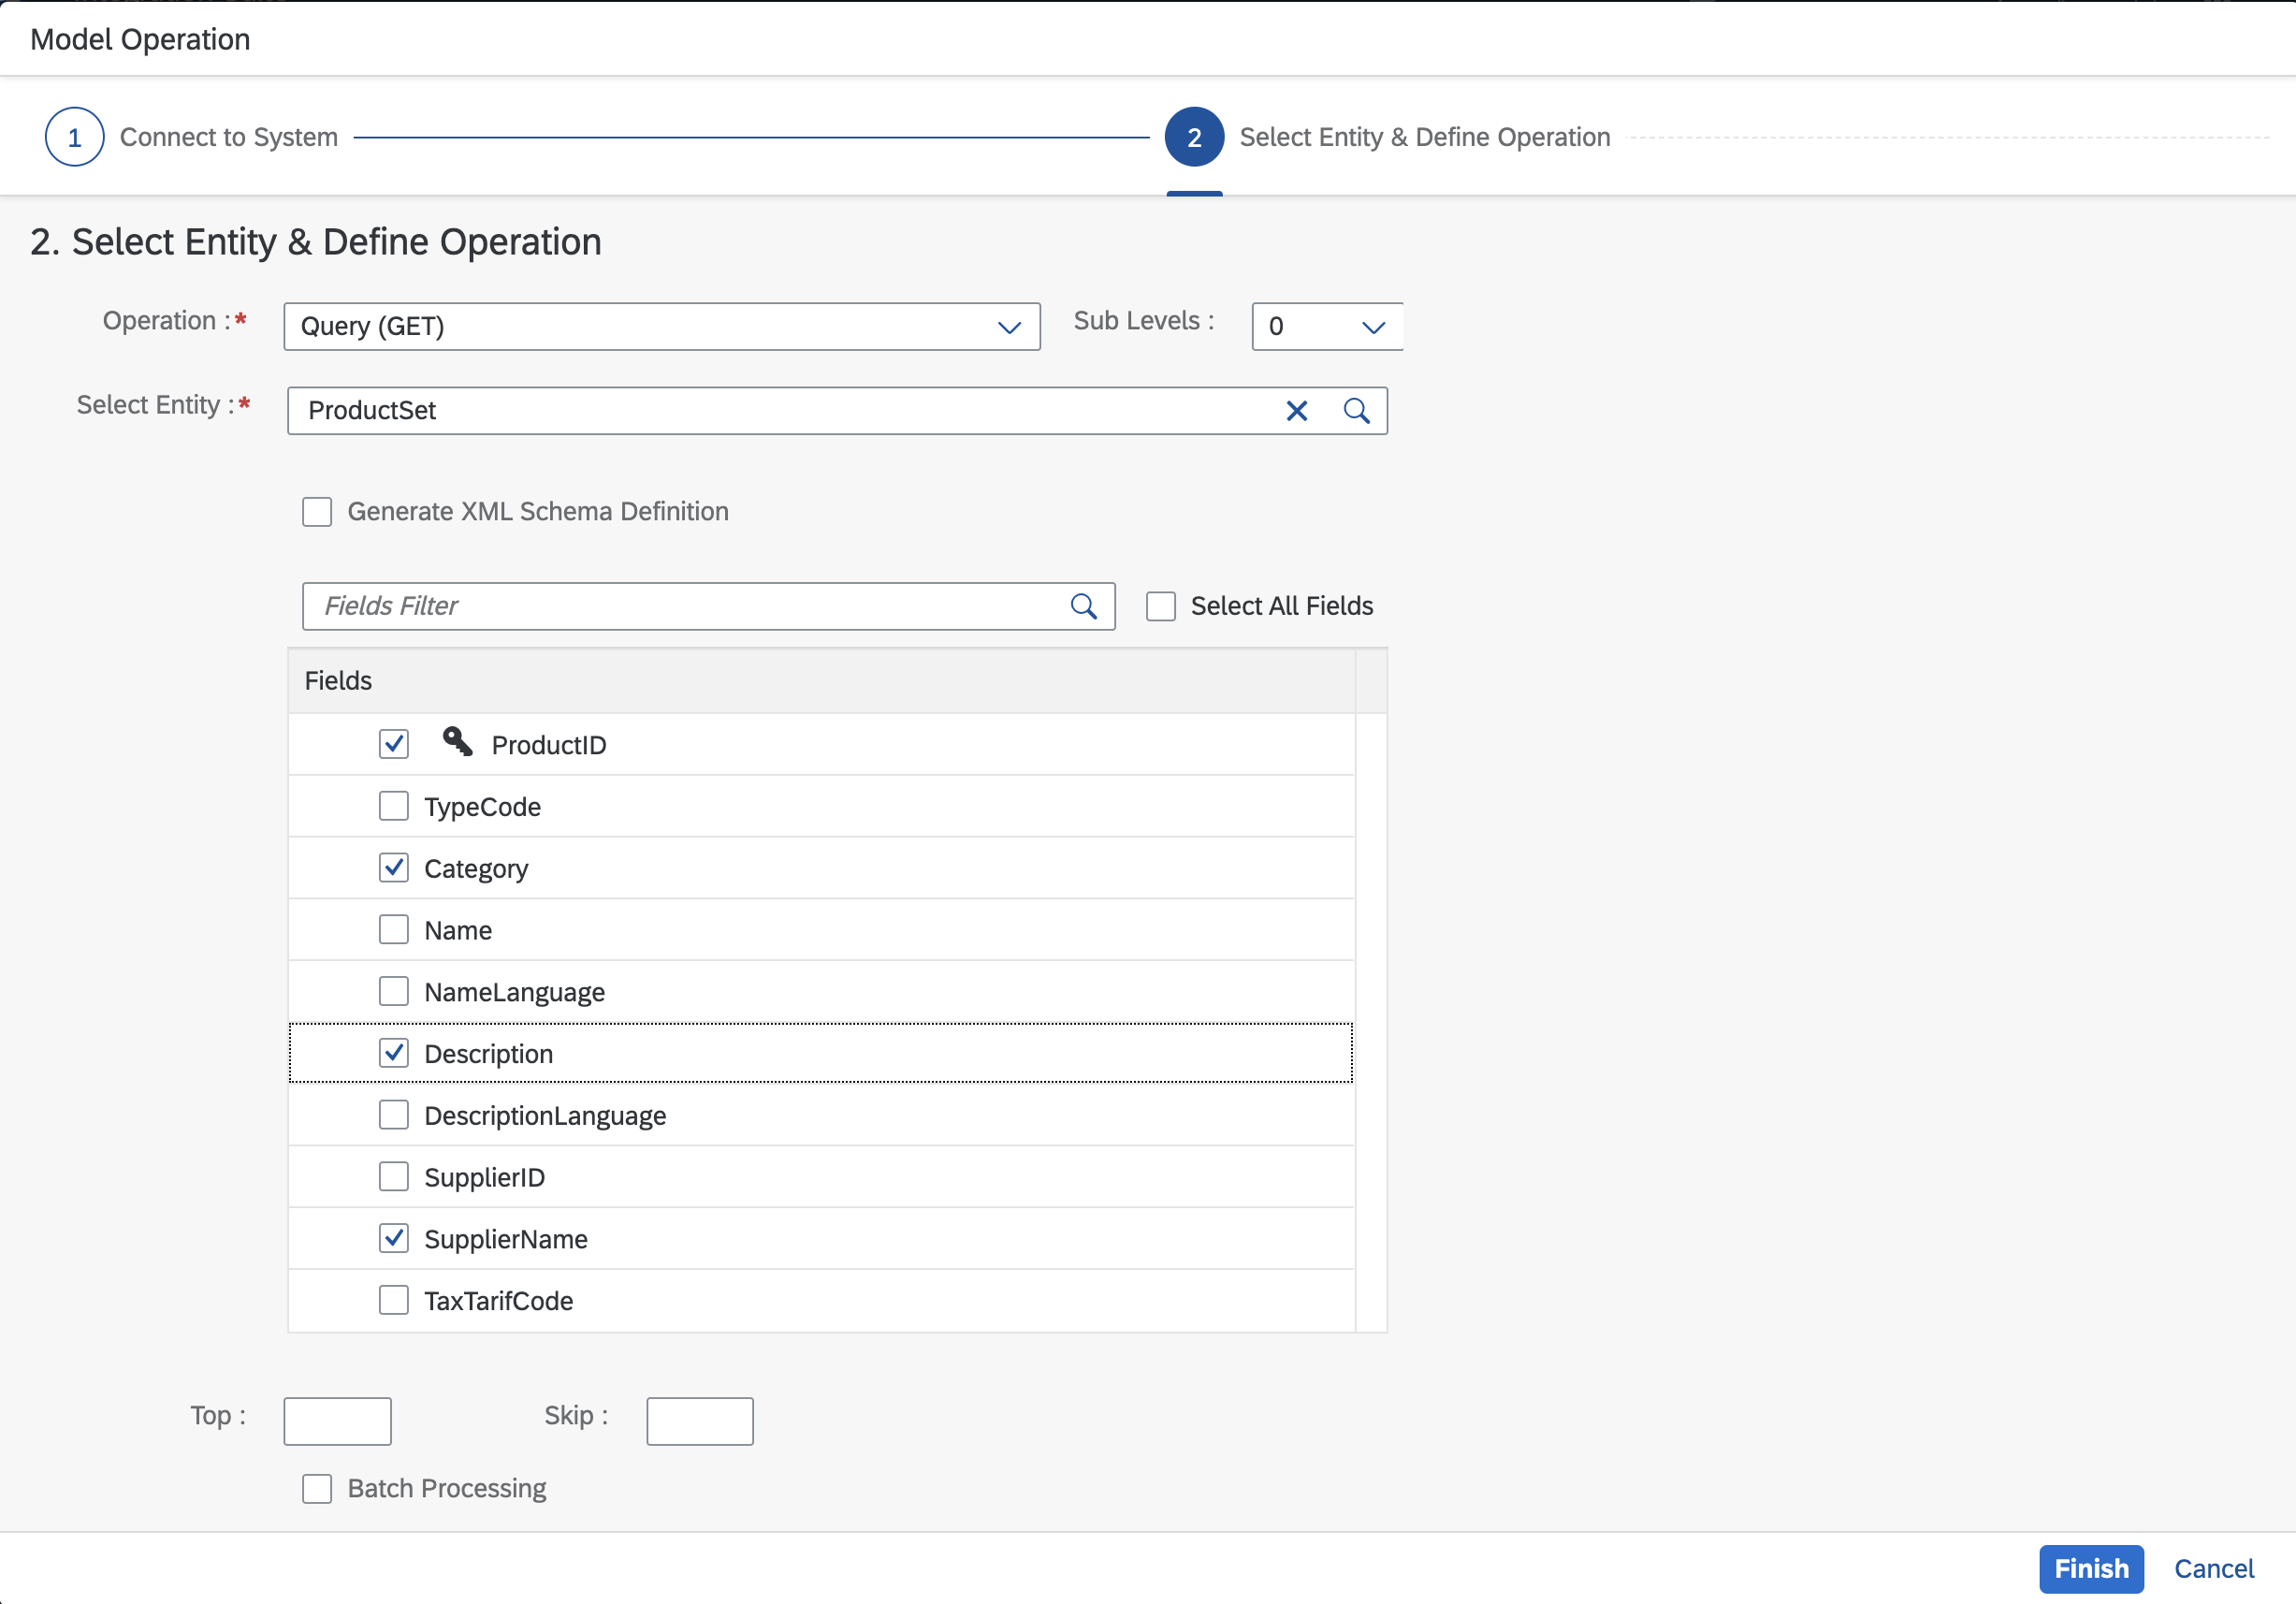 Model Operation
1 Connect to System
2 Select Entity & Define Operation
2. Select Entity & Define Operation
Operation :* Query (GET) Sub Levels : 0
Select Entity :* ProductSet
Generate XML Schema Definition
Fields Filter Select All Fields
Fields
ProductID
TypeCode
Category
Name
NameLanguage
Description
DescriptionLanguage
SupplierID
SupplierName
TaxTarifCode
Top : Skip :
Batch Processing
Finish Cancel